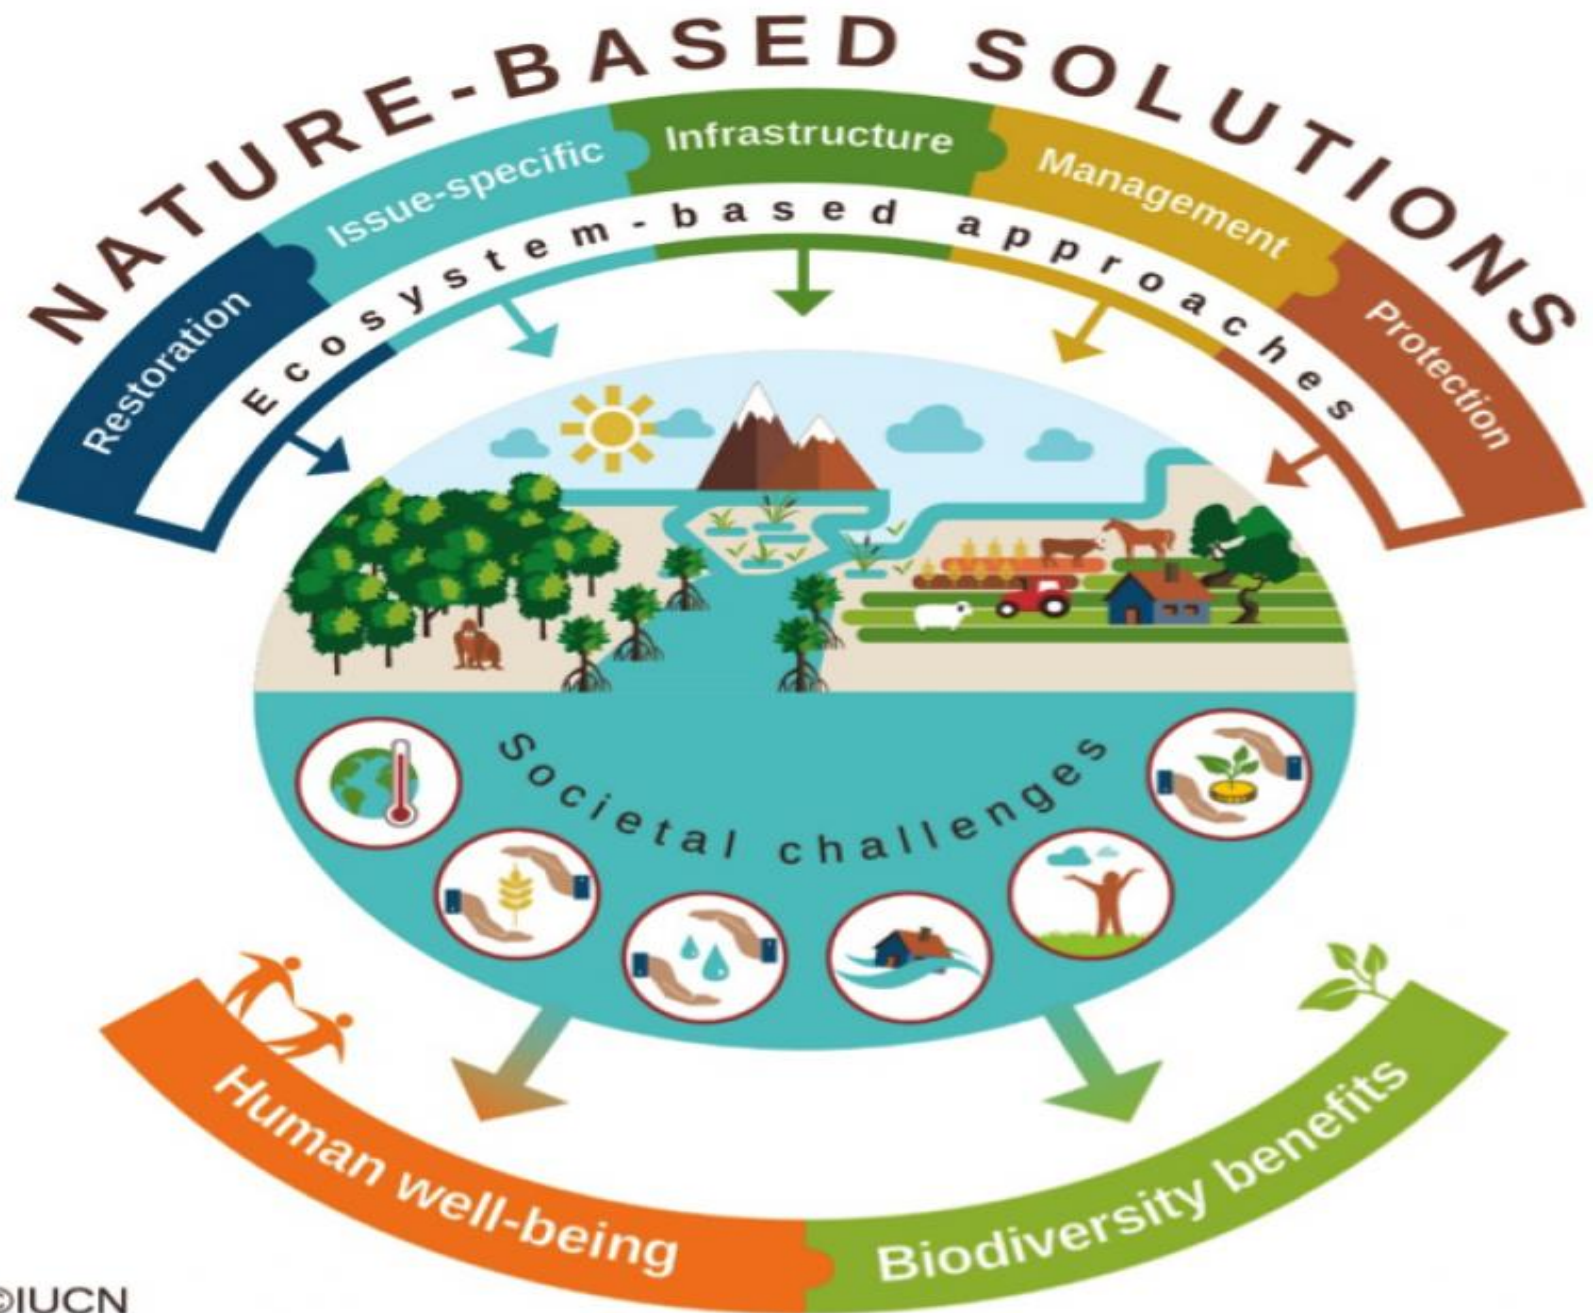 NATURE-BASED SOLUTIONS
Restoration
Issue-specific
Infrastructure
Management
Protection
Ecosystem-based approaches
Societal challenges
Human well-being
Biodiversity benefits
©IUCN